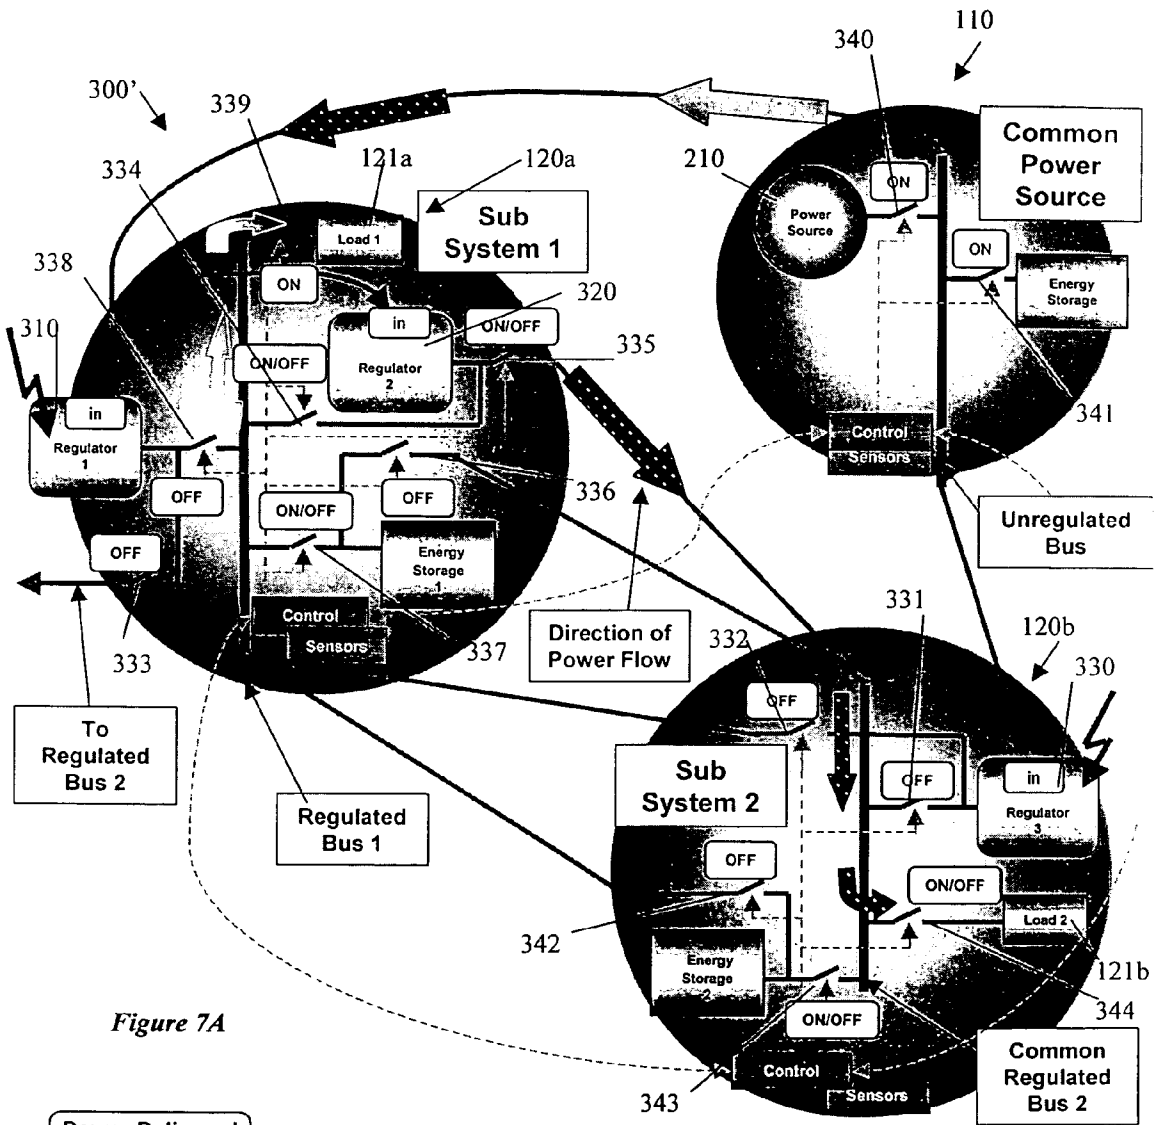 110
340
300'
339
Common
Power
Source
210
ON
121a
120a
334
Power
Source
Sub
System 1
Load 1
ON
338
ON
320
Energy
Storage
in
ON/OFF
310
335
ON/OFF
Regulator
2
341
in
Regulator
1
Control
Sensors
OFF
336
ON/OFF
OFF
Unregulated
Bus
OFF
Energy
Storage
1
331
Control
Direction of
Power Flow
332
120b
Sensors
337
333
330
OFF
To
Regulated
Bus 2
Sub
System 2
OFF
in
Regulated
Bus 1
Regulator
3
OFF
ON/OFF
342
Load 2
Energy
Storage
2
121b
344
ON/OFF
Figure 7A
Common
Regulated
Bus 2
Control
343
Sensors